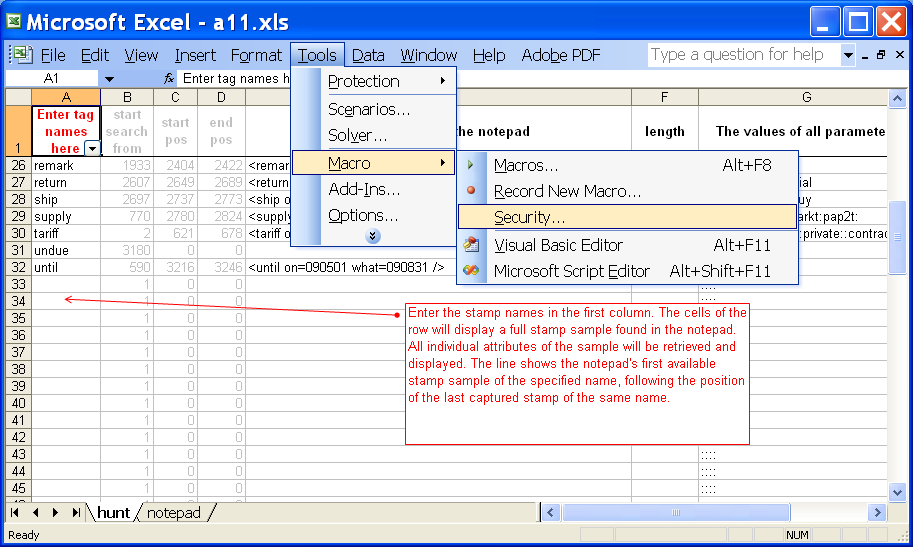 Microsoft Excel - a11.xls
File Edit View Insert Format Tools Data Window Help Adobe PDF Type a question for help
A1 fx Enter tag names h
Protection
Scenarios...
Solver...
Macro
Add-Ins...
Options...
Macros... Alt+F8
Record New Macro...
Security...
Visual Basic Editor Alt+F11
Microsoft Script Editor Alt+Shift+F11
A B C D F G
1 Enter tag names here start search from start pos end pos the notepad length The values of all paramete
26 remark 1933 2404 2422 <remar
27 return 2607 2649 2689 <return ial
28 ship 2697 2737 2773 <ship o uy
29 supply 770 2780 2824 <supply arkt:pap2t:
30 tariff 2 621 678 <tariff o :private::contrac
31 undue 3180 0 0
32 until 590 3216 3246 <until on=090501 what=090831 />
33 1 0 0 ::::
34 1 0 0
35 1 0 0
36 1 0 0
37 1 0 0
38 1 0 0
39 1 0 0
40 1 0 0
41 1 0 0
42 1 0 0
43 1 0 0 ::::
44 1 0 0 ::::
45 1 0 0 ::::
Enter the stamp names in the first column. The cells of the
row will display a full stamp sample found in the notepad.
All individual attributes of the sample will be retrieved and
displayed. The line shows the notepad's first available
stamp sample of the specified name, following the position
of the last captured stamp of the same name.
hunt notepad
Ready NUM